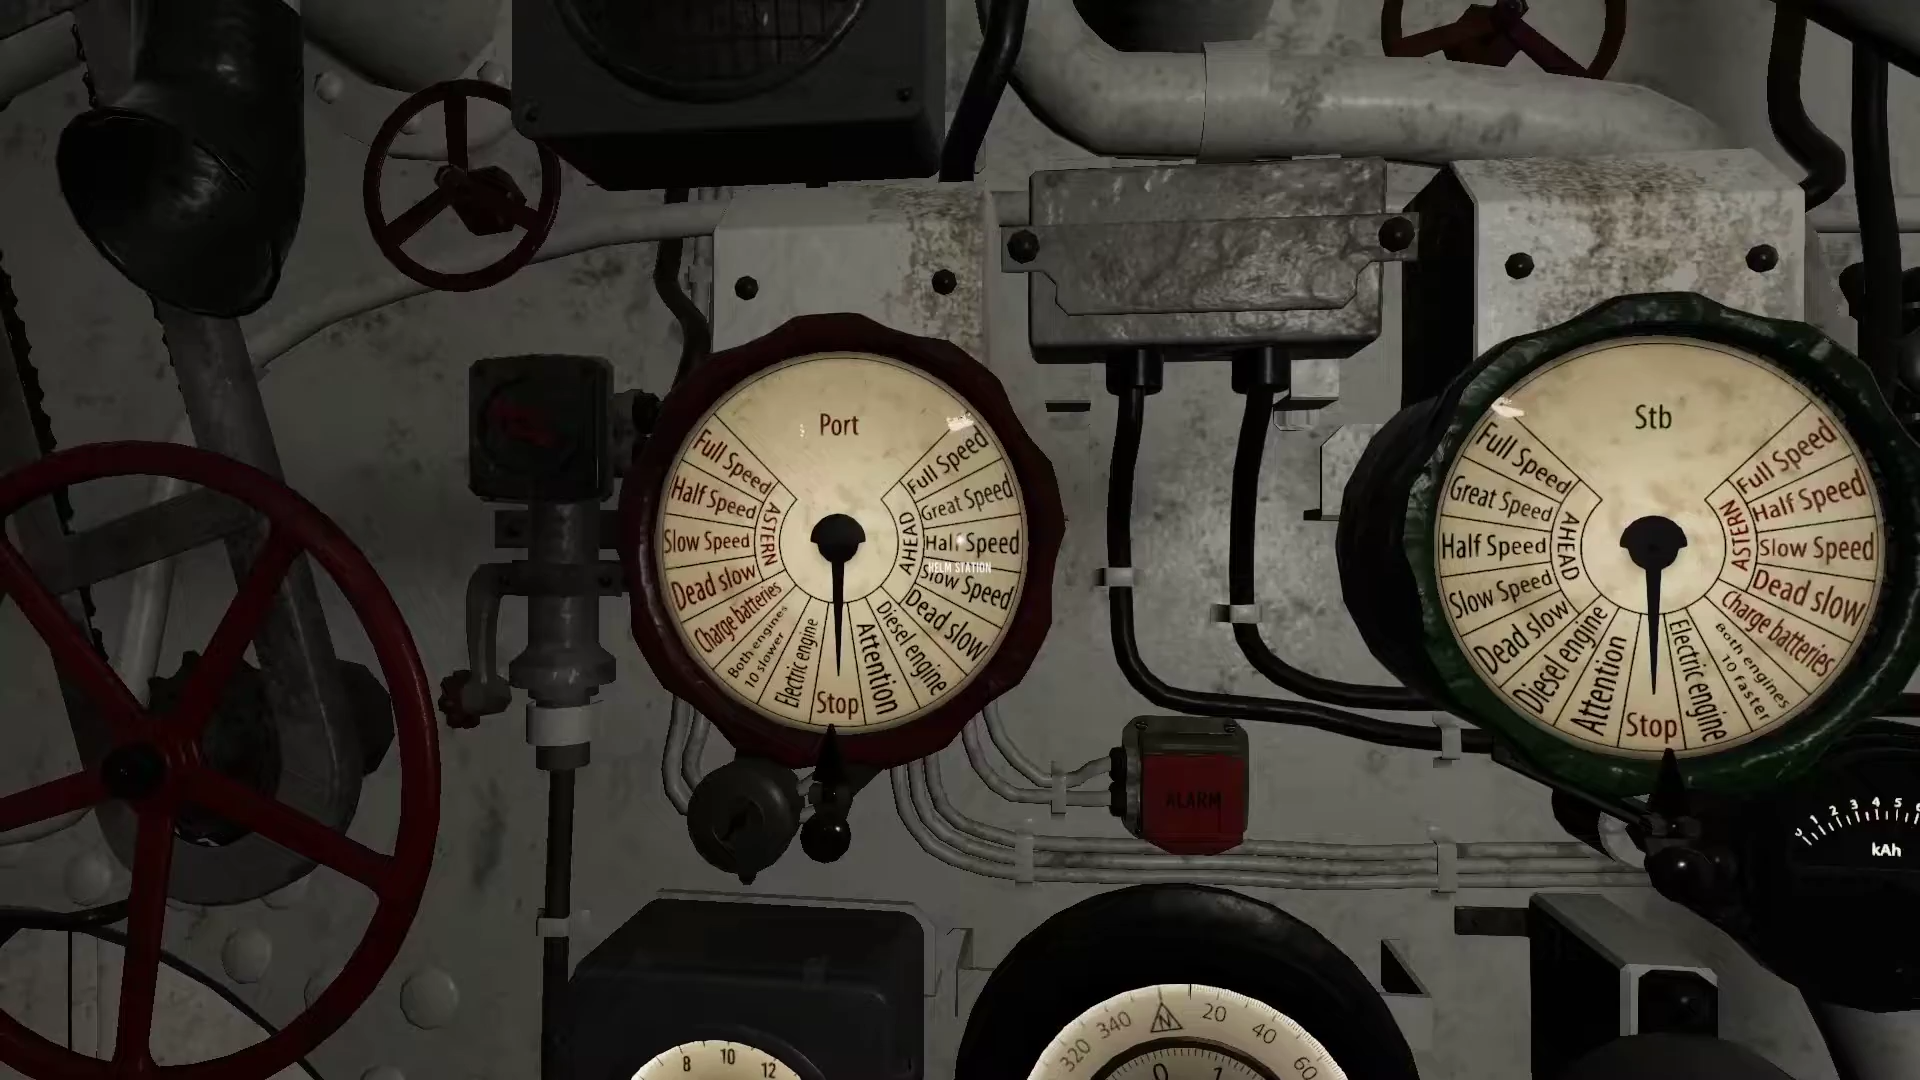 Port
Full Speed
Half Speed
Slow Speed
Dead slow
Charge batteries
Both engines
10 slower
Electric engine
Stop
Attention
Diesel engine
Dead slow
Slow Speed
Half Speed
Great Speed
Full Speed
ASTERN
AHEAD
HELM STATION
Stb
Full Speed
Great Speed
Half Speed
Slow Speed
Dead slow
Diesel engine
Attention
Stop
Electric engine
Both engines
10 faster
Charge batteries
Dead slow
Slow Speed
Half Speed
Full Speed
AHEAD
ASTERN
ALARM
1 2 3 4 5
kAh
8 10 12
320 340 N 20 40 60
0 1